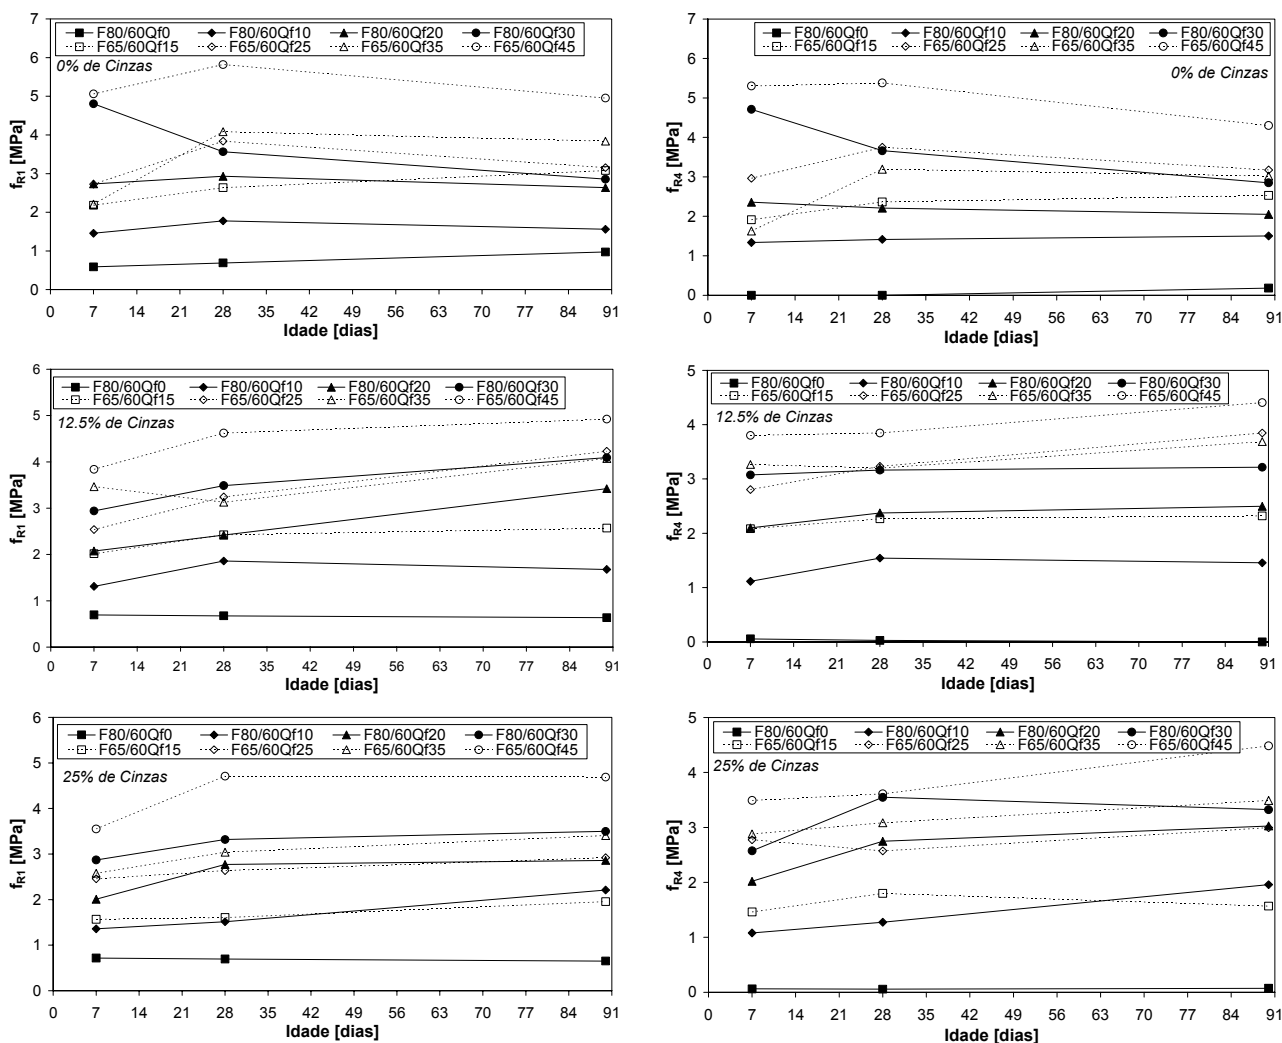 F80/60Qf0 F80/60Qf10 F80/60Qf20 F80/60Qf30
F65/60Qf15 F65/60Qf25 F65/60Qf35 F65/60Qf45
0% de Cinzas
7
6
5
4
3
2
1
0
fR1 [MPa]
0 7 14 21 28 35 42 49 56 63 70 77 84 91
Idade [dias]
F80/60Qf0 F80/60Qf10 F80/60Qf20 F80/60Qf30
F65/60Qf15 F65/60Qf25 F65/60Qf35 F65/60Qf45
0% de Cinzas
7
6
5
4
3
2
1
0
fR4 [MPa]
0 7 14 21 28 35 42 49 56 63 70 77 84 91
Idade [dias]
F80/60Qf0 F80/60Qf10 F80/60Qf20 F80/60Qf30
F65/60Qf15 F65/60Qf25 F65/60Qf35 F65/60Qf45
12.5% de Cinzas
6
5
4
3
2
1
0
fR1 [MPa]
0 7 14 21 28 35 42 49 56 63 70 77 84 91
Idade [dias]
F80/60Qf0 F80/60Qf10 F80/60Qf20 F80/60Qf30
F65/60Qf15 F65/60Qf25 F65/60Qf35 F65/60Qf45
12.5% de Cinzas
5
4
3
2
1
0
fR4 [MPa]
0 7 14 21 28 35 42 49 56 63 70 77 84 91
Idade [dias]
F80/60Qf0 F80/60Qf10 F80/60Qf20 F80/60Qf30
F65/60Qf15 F65/60Qf25 F65/60Qf35 F65/60Qf45
25% de Cinzas
6
5
4
3
2
1
0
fR1 [MPa]
0 7 14 21 28 35 42 49 56 63 70 77 84 91
Idade [dias]
F80/60Qf0 F80/60Qf10 F80/60Qf20 F80/60Qf30
F65/60Qf15 F65/60Qf25 F65/60Qf35 F65/60Qf45
25% de Cinzas
5
4
3
2
1
0
fR4 [MPa]
0 7 14 21 28 35 42 49 56 63 70 77 84 91
Idade [dias]